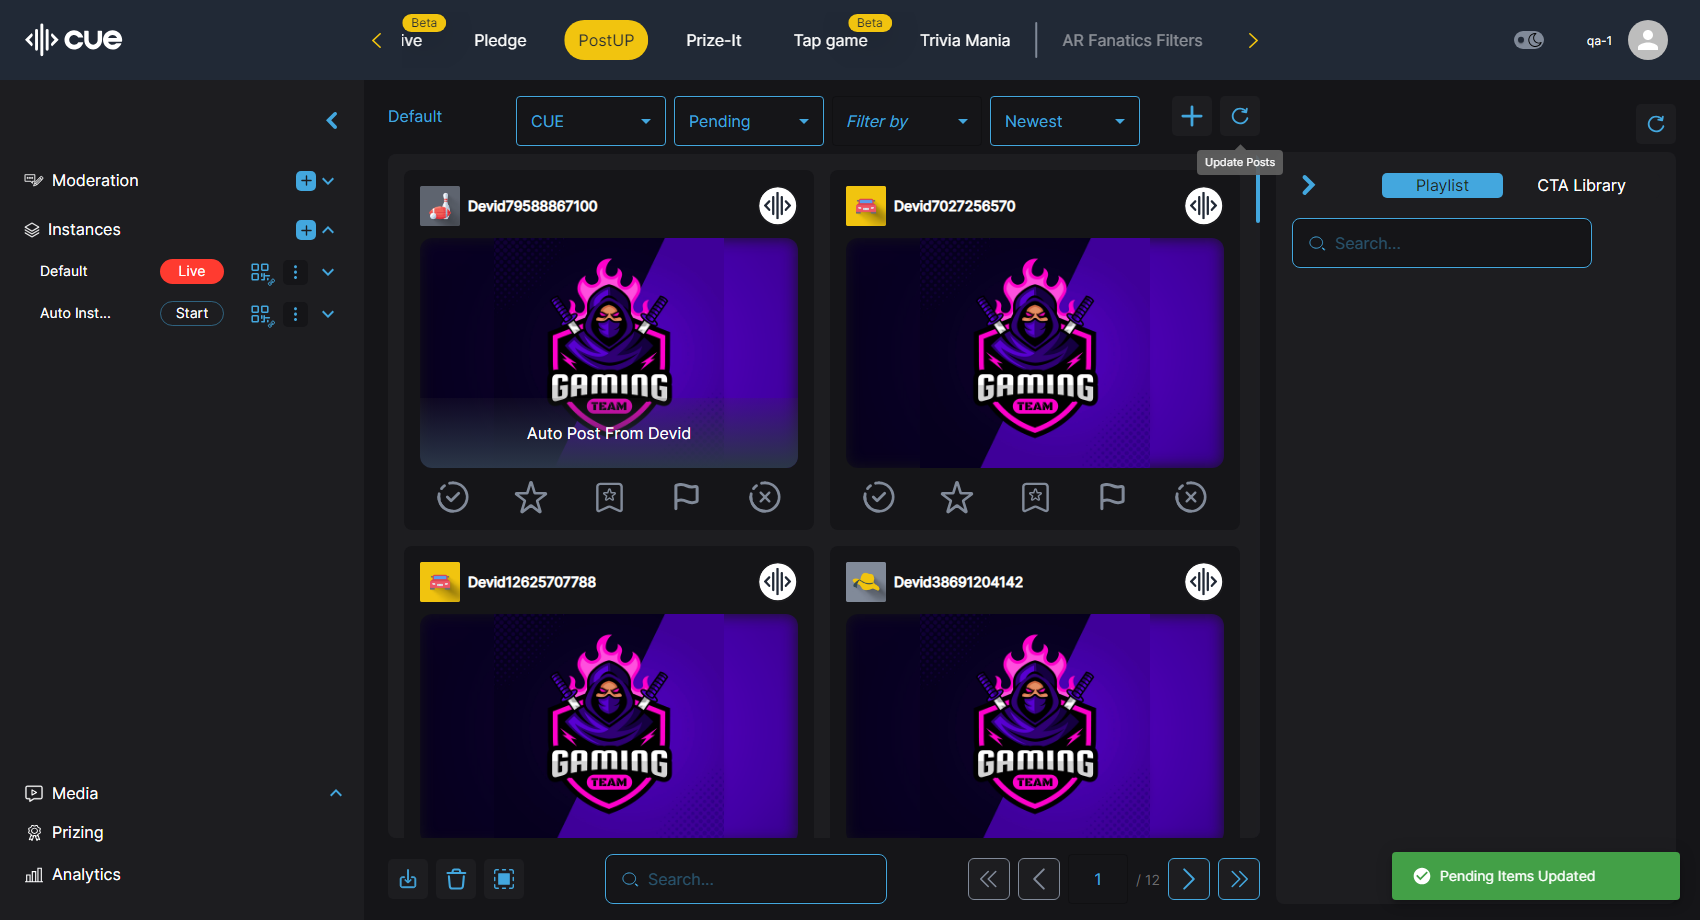 cue
Beta
ive
Pledge
PostUP
Prize-It
Beta
Tap game
Trivia Mania
AR Fanatics Filters
qa-1
Default
CUE
Pending
Filter by
Newest
Update Posts
Moderation
Instances
Default
Live
Auto Inst...
Start
Media
Prizing
Analytics
Devid79588867100
GAMING
TEAM
Auto Post From Devid
Devid7027256570
GAMING
TEAM
Devid12625707788
GAMING
TEAM
Devid38691204142
GAMING
TEAM
Search...
1
/ 12
Playlist
CTA Library
Search...
Pending Items Updated